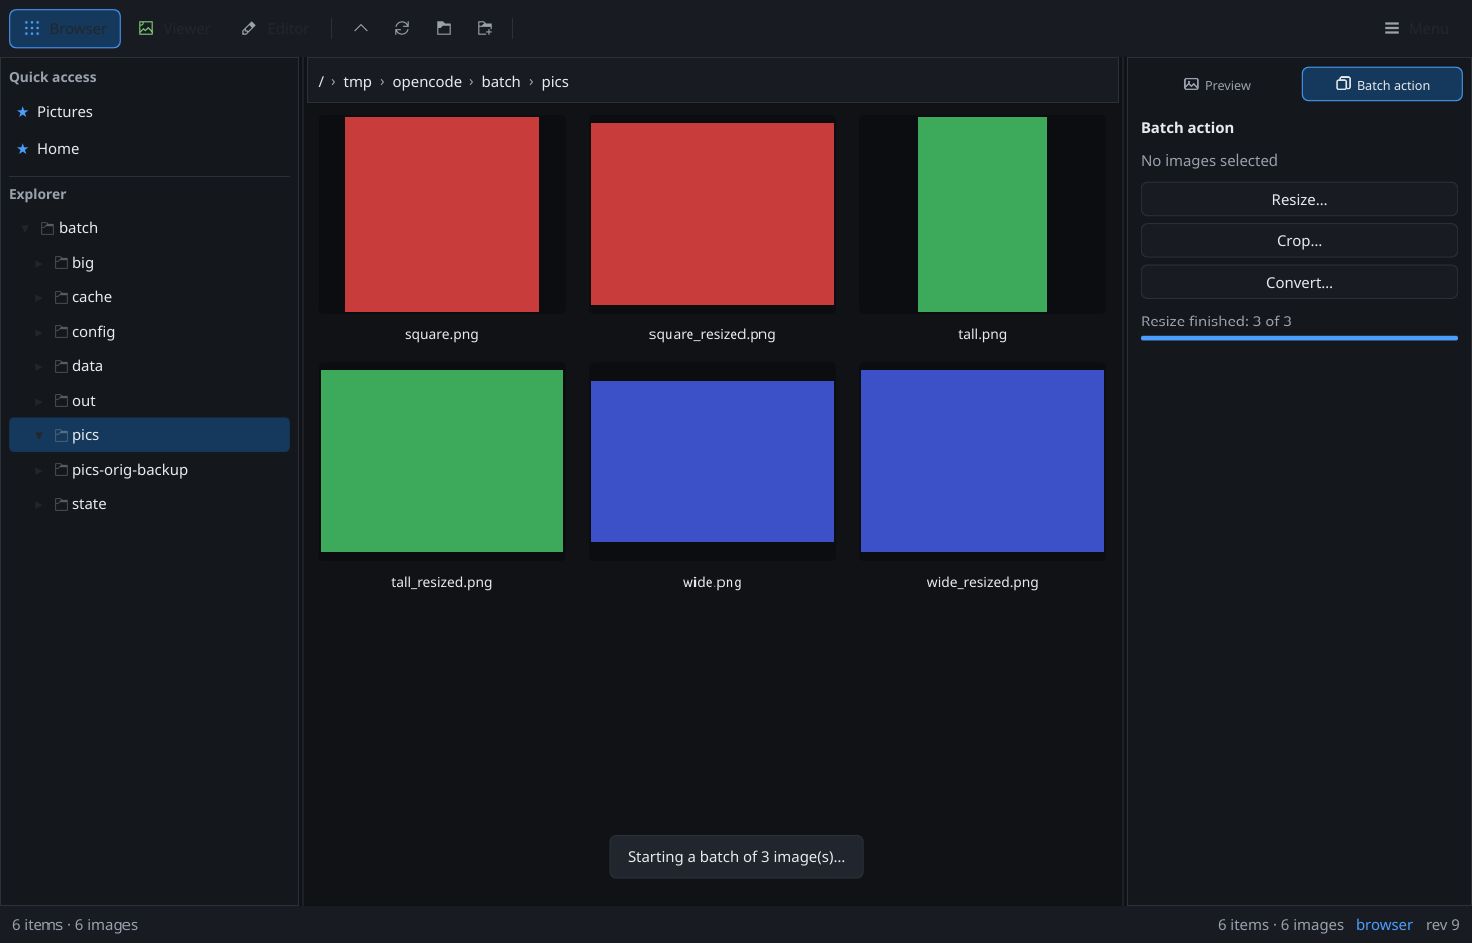 Browser Viewer Editor Menu
Quick access
Pictures
Home
Explorer
batch
big
cache
config
data
out
pics
pics-orig-backup
state
/ › tmp › opencode › batch › pics
square.png square_resized.png tall.png
tall_resized.png wide.png wide_resized.png
Starting a batch of 3 image(s)...
Preview Batch action
Batch action
No images selected
Resize...
Crop...
Convert...
Resize finished: 3 of 3
6 items · 6 images
6 items · 6 images browser rev 9